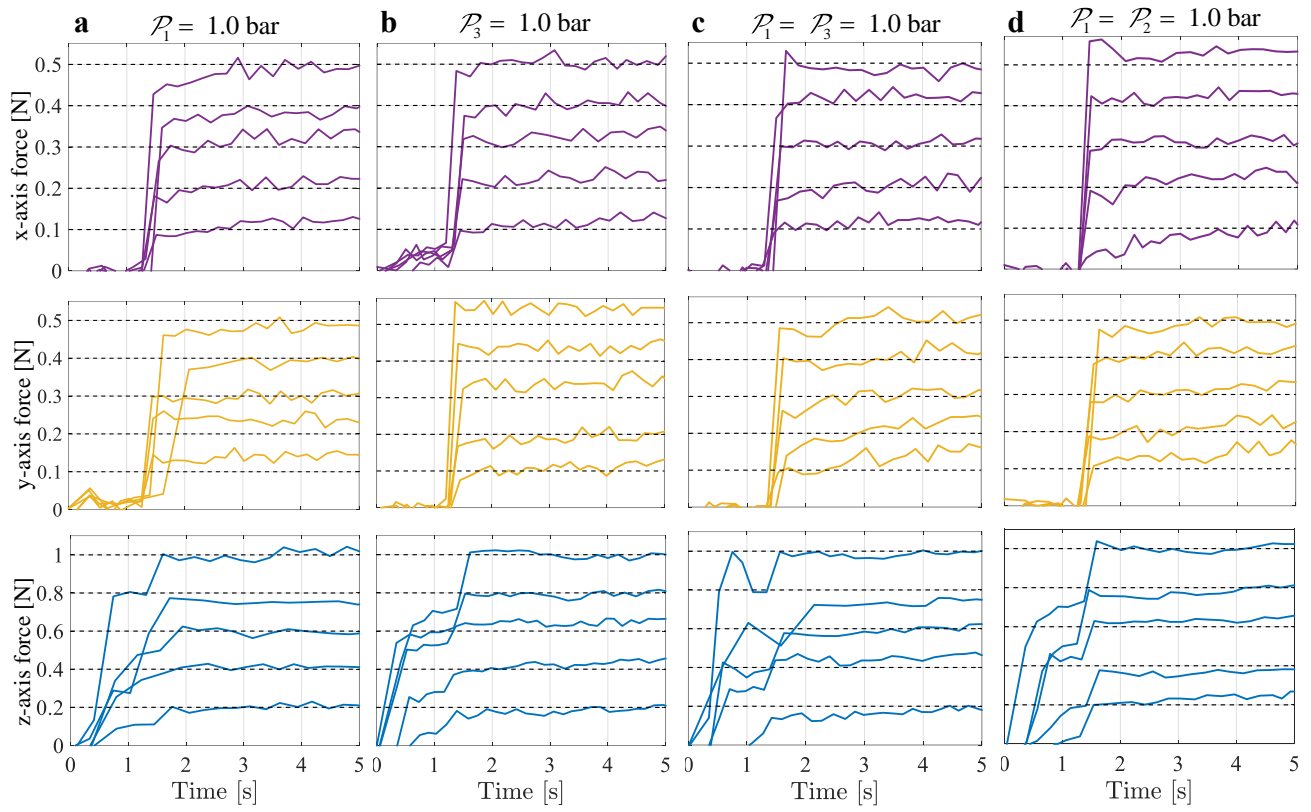 a 𝒫₁ = 1.0 bar
b 𝒫₃ = 1.0 bar
c 𝒫₁ = 𝒫₃ = 1.0 bar
d 𝒫₁ = 𝒫₂ = 1.0 bar
x-axis force [N]
0.5
0.4
0.3
0.2
0.1
0
y-axis force [N]
0.5
0.4
0.3
0.2
0.1
0
z-axis force [N]
1
0.8
0.6
0.4
0.2
0
0 1 2 3 4 5
0. 1 2 3 4 5
0. 1 2 3 4 5
0. 1 2 3 4 5
Time [s]
Time [s]
Time [s]
Time [s]